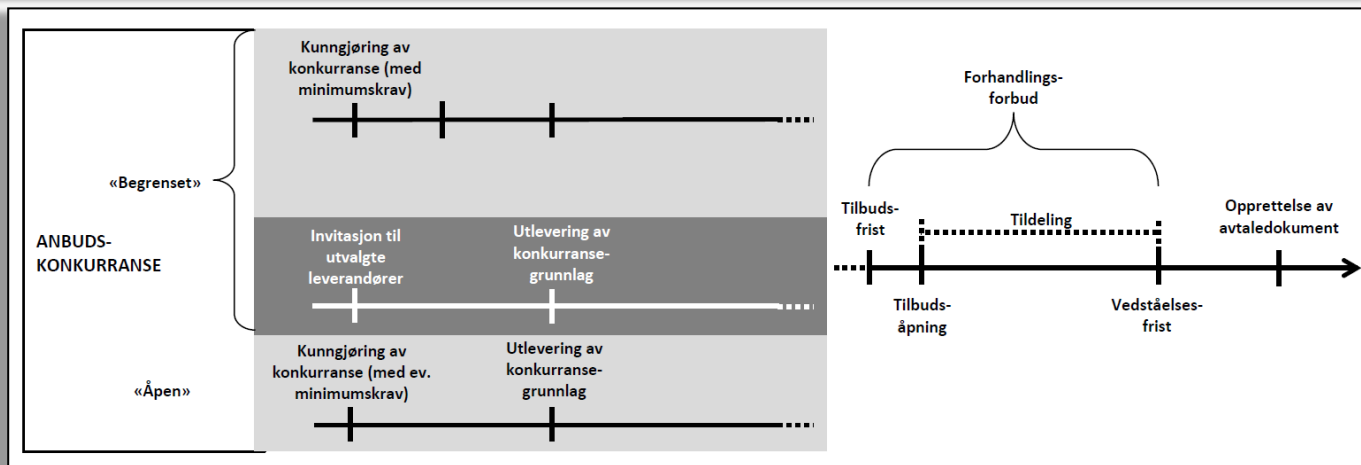 ANBUDS-
KONKURRANSE
«Begrenset»
Kunngjøring av
konkurranse (med
minimumskrav)
Invitasjon til
utvalgte
leverandører
Utlevering av
konkurranse-
grunnlag
«Åpen»
Kunngjøring av
konkurranse (med ev.
minimumskrav)
Utlevering av
konkurranse-
grunnlag
Forhandlings-
forbud
Tilbuds-
frist
Tildeling
Opprettelse av
avtaledokument
Tilbuds-
åpning
Vedståelses-
frist